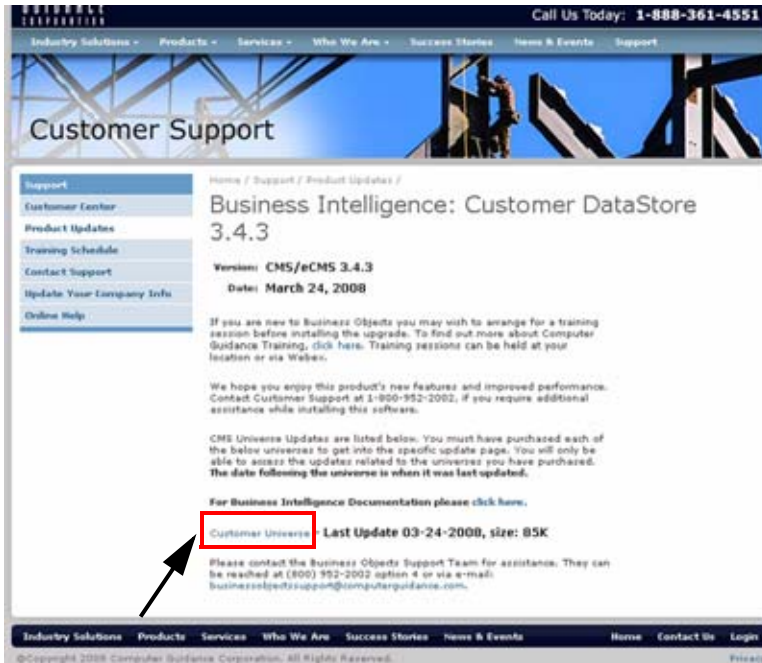 GUIDANCE
CORPORATION
Call Us Today: 1-888-361-4551
Industry Solutions Products Services Who We Are Success Stories News & Events Support
Customer Support
Support
Customer Center
Product Updates
Training Schedule
Contact Support
Update Your Company Info
Online Help
Home / Support / Product Updates /
Business Intelligence: Customer DataStore
3.4.3
Version: CMS/eCMS 3.4.3
Date: March 24, 2008
If you are new to Business Objects you may wish to arrange for a training
session before installing the upgrade. To find out more about Computer
Guidance Training, click here. Training sessions can be held at your
location or via Webex.
We hope you enjoy this product's new features and improved performance.
Contact Customer Support at 1-800-952-2002, if you require additional
assistance while installing this software.
CMS Universe Updates are listed below. You must have purchased each of
the below universes to get into the specific update page. You will only be
able to access the updates related to the universes you have purchased.
The date following the universe is when it was last updated.
For Business Intelligence Documentation please click here.
Customer Universe - Last Update 03-24-2008, size: 85K
Please contact the Business Objects Support Team for assistance. They can
be reached at (800) 952-2002 option 4 or via e-mail:
businessobjectssupport@computerguidance.com.
Industry Solutions Products Services Who We Are Success Stories News & Events Home Contact Us Login
©Copyright 2008 Computer Guidance Corporation. All Rights Reserved.